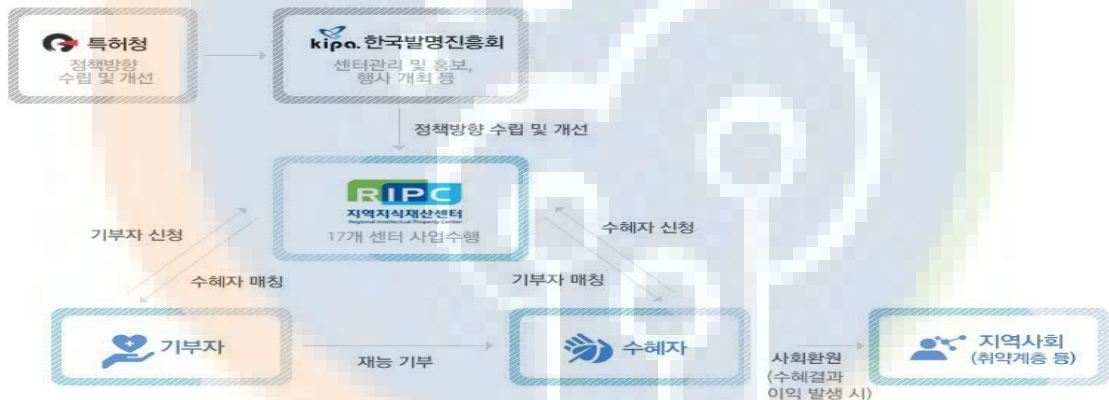 특허청
정책방향
수립 및 개선
kipa. 한국발명진흥회
센터관리 및 홍보,
행사 개최 등
정책방향 수립 및 개선
RIPC
지역지식재산센터
Regional Intellectual Property Center
17개 센터 사업수행
기부자 신청
수혜자 매칭
수혜자 신청
기부자 매칭
기부자
재능 기부
수혜자
사회환원
(수혜결과
이익 발생 시)
지역사회
(취약계층 등)